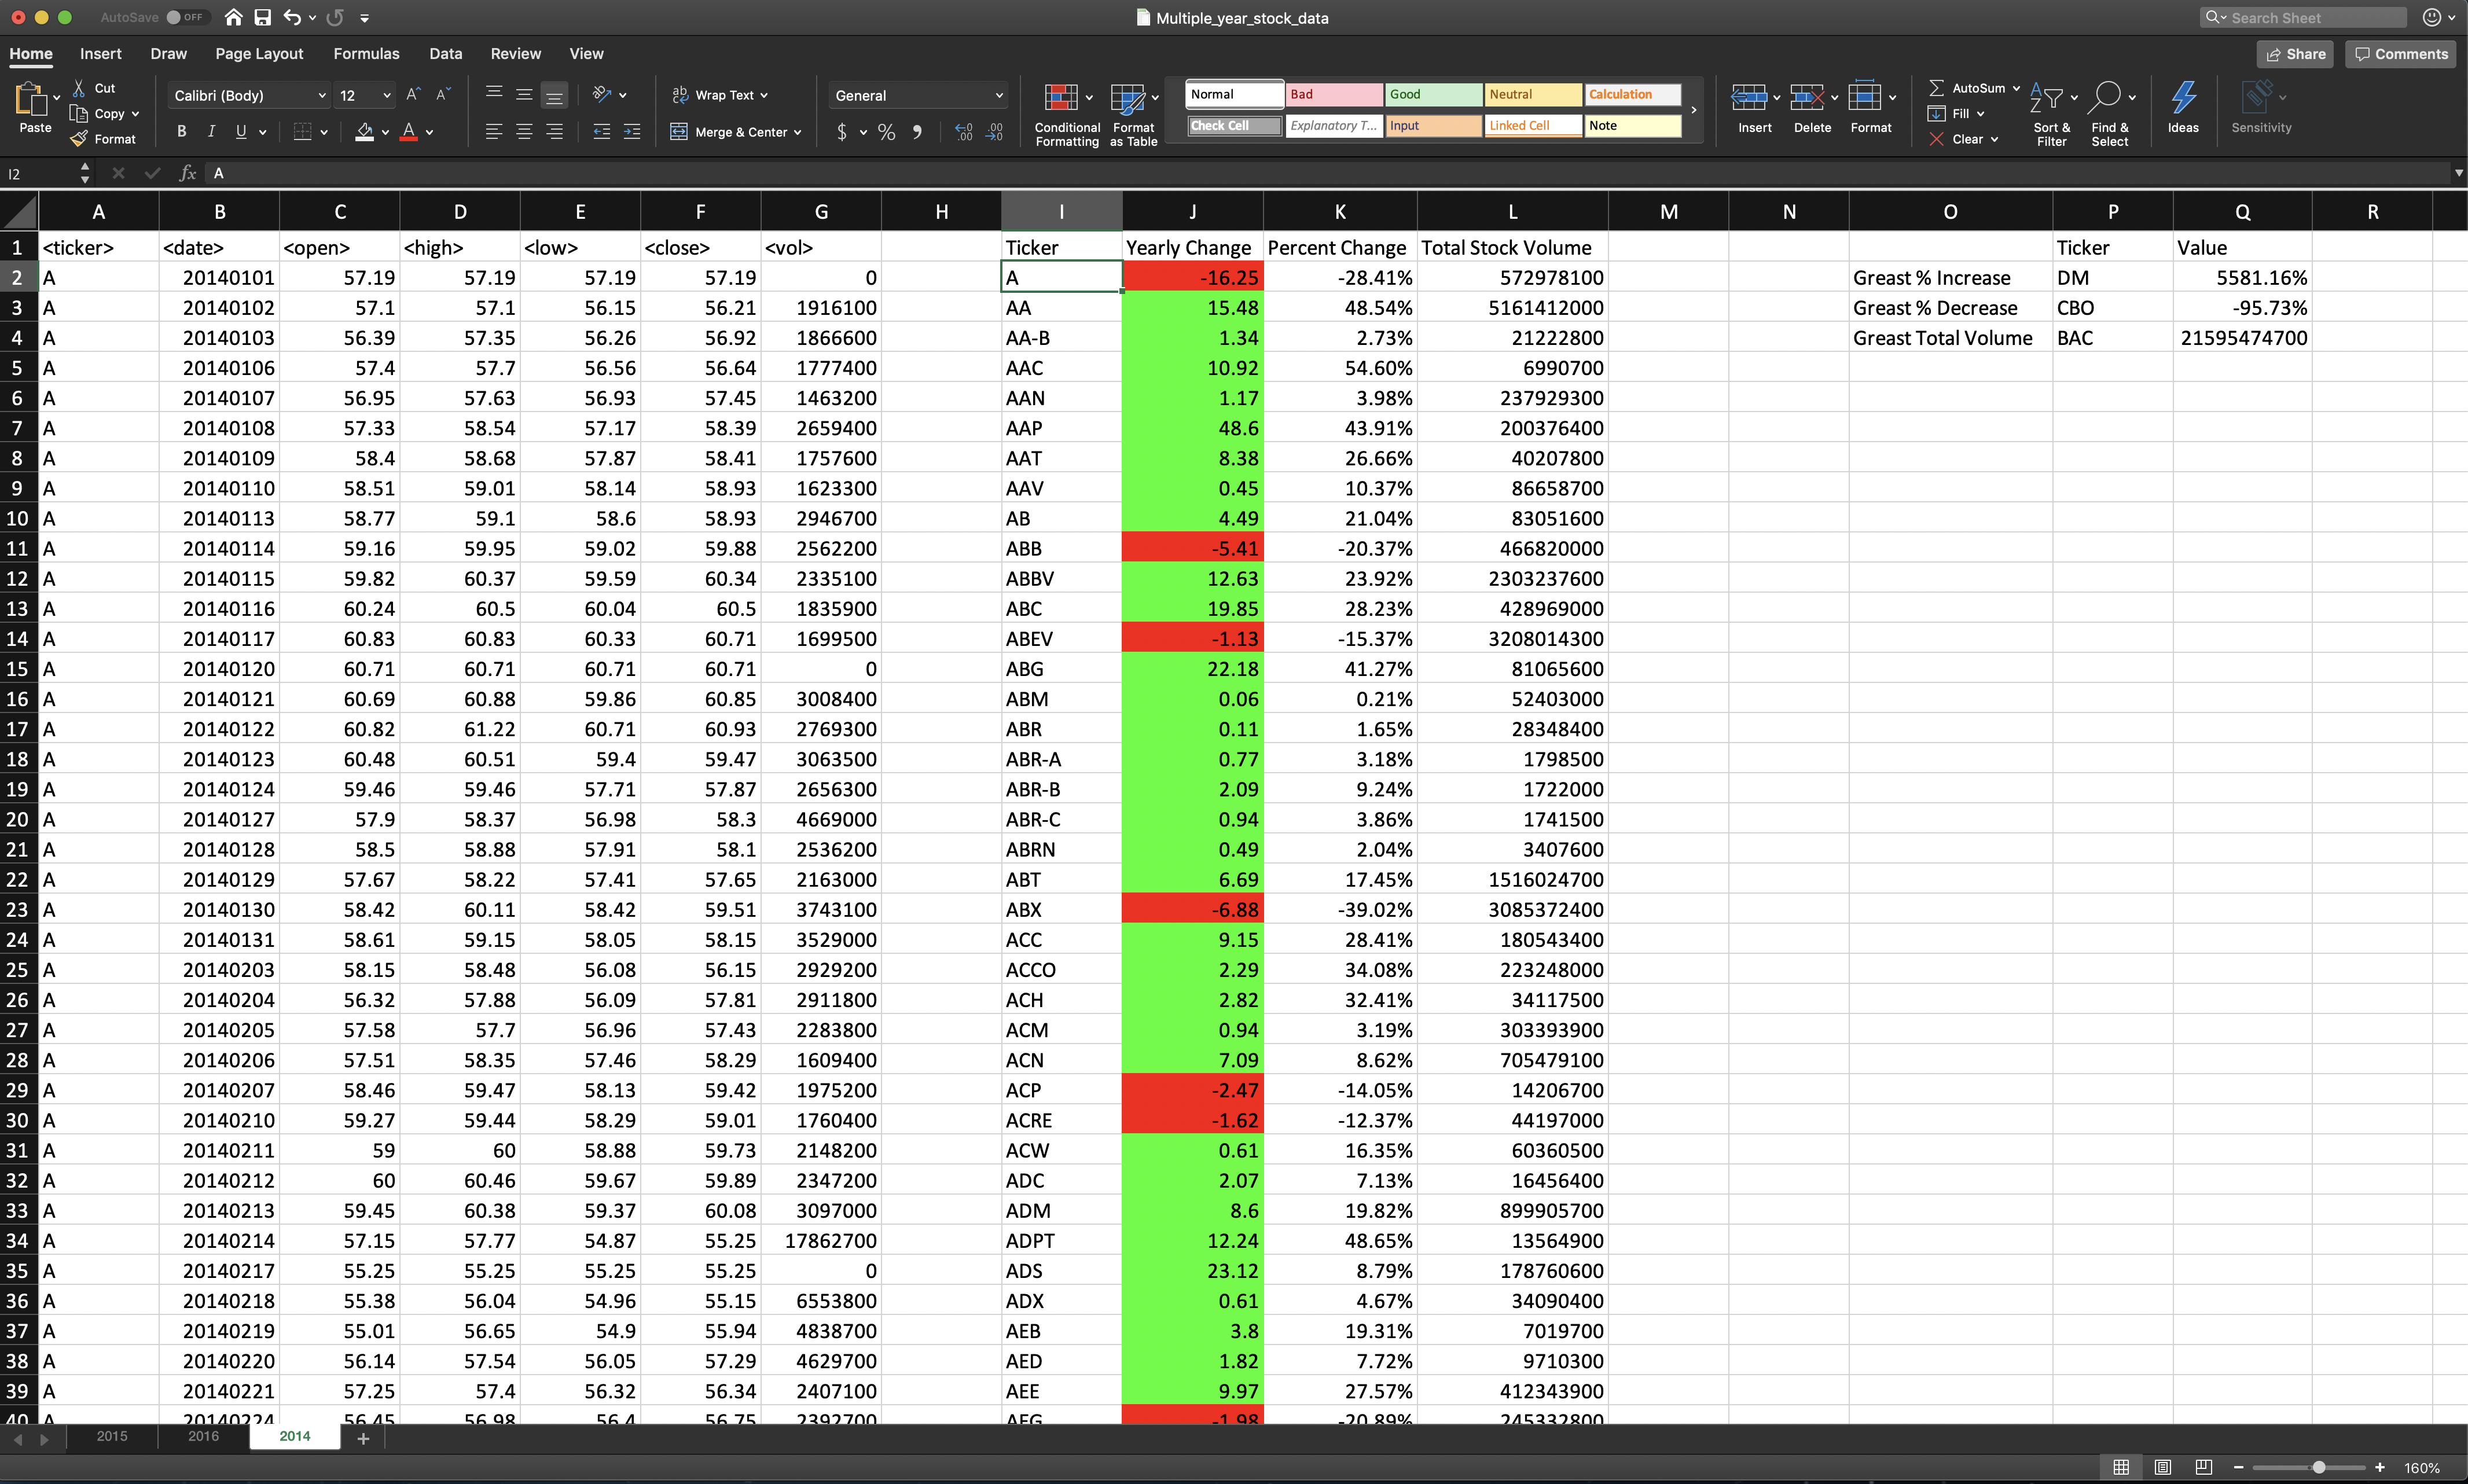 AutoSave OFF Multiple_year_stock_data Search Sheet
Home Insert Draw Page Layout Formulas Data Review View Share Comments
Paste Cut Copy Format
Calibri (Body) 12
B I U A
Wrap Text
Merge & Center
General
$ % ,
Conditional Formatting
Format as Table
Normal Bad Good Neutral Calculation
Check Cell Explanatory T... Input Linked Cell Note
Insert Delete Format
AutoSum
Fill
Clear
Sort & Filter
Find & Select
Ideas
Sensitivity
I2 fx A
A B C D E F G H I J K L M N O P Q R
1 <ticker> <date> <open> <high> <low> <close> <vol> Ticker Yearly Change Percent Change Total Stock Volume Ticker Value
2 A 20140101 57.19 57.19 57.19 57.19 0 A -16.25 -28.41% 572978100 Greast % Increase DM 5581.16%
3 A 20140102 57.1 57.1 56.15 56.21 1916100 AA 15.48 48.54% 5161412000 Greast % Decrease CBO -95.73%
4 A 20140103 56.39 57.35 56.26 56.92 1866600 AA-B 1.34 2.73% 21222800 Greast Total Volume BAC 21595474700
5 A 20140106 57.4 57.7 56.56 56.64 1777400 AAC 10.92 54.60% 6990700
6 A 20140107 56.95 57.63 56.93 57.45 1463200 AAN 1.17 3.98% 237929300
7 A 20140108 57.33 58.54 57.17 58.39 2659400 AAP 48.6 43.91% 200376400
8 A 20140109 58.4 58.68 57.87 58.41 1757600 AAT 8.38 26.66% 40207800
9 A 20140110 58.51 59.01 58.14 58.93 1623300 AAV 0.45 10.37% 86658700
10 A 20140113 58.77 59.1 58.6 58.93 2946700 AB 4.49 21.04% 83051600
11 A 20140114 59.16 59.95 59.02 59.88 2562200 ABB -5.41 -20.37% 466820000
12 A 20140115 59.82 60.37 59.59 60.34 2335100 ABBV 12.63 23.92% 2303237600
13 A 20140116 60.24 60.5 60.04 60.5 1835900 ABC 19.85 28.23% 428969000
14 A 20140117 60.83 60.83 60.33 60.71 1699500 ABEV -1.13 -15.37% 3208014300
15 A 20140120 60.71 60.71 60.71 60.71 0 ABG 22.18 41.27% 81065600
16 A 20140121 60.69 60.88 59.86 60.85 3008400 ABM 0.06 0.21% 52403000
17 A 20140122 60.82 61.22 60.71 60.93 2769300 ABR 0.11 1.65% 28348400
18 A 20140123 60.48 60.51 59.4 59.47 3063500 ABR-A 0.77 3.18% 1798500
19 A 20140124 59.46 59.46 57.71 57.87 2656300 ABR-B 2.09 9.24% 1722000
20 A 20140127 57.9 58.37 56.98 58.3 4669000 ABR-C 0.94 3.86% 1741500
21 A 20140128 58.5 58.88 57.91 58.1 2536200 ABRN 0.49 2.04% 3407600
22 A 20140129 57.67 58.22 57.41 57.65 2163000 ABT 6.69 17.45% 1516024700
23 A 20140130 58.42 60.11 58.42 59.51 3743100 ABX -6.88 -39.02% 3085372400
24 A 20140131 58.61 59.15 58.05 58.15 3529000 ACC 9.15 28.41% 180543400
25 A 20140203 58.15 58.48 56.08 56.15 2929200 ACCO 2.29 34.08% 223248000
26 A 20140204 56.32 57.88 56.09 57.81 2911800 ACH 2.82 32.41% 34117500
27 A 20140205 57.58 57.7 56.96 57.43 2283800 ACM 0.94 3.19% 303393900
28 A 20140206 57.51 58.35 57.46 58.29 1609400 ACN 7.09 8.62% 705479100
29 A 20140207 58.46 59.47 58.13 59.42 1975200 ACP -2.47 -14.05% 14206700
30 A 20140210 59.27 59.44 58.29 59.01 1760400 ACRE -1.62 -12.37% 44197000
31 A 20140211 59 60 58.88 59.73 2148200 ACW 0.61 16.35% 60360500
32 A 20140212 60 60.46 59.67 59.89 2347200 ADC 2.07 7.13% 16456400
33 A 20140213 59.45 60.38 59.37 60.08 3097000 ADM 8.6 19.82% 899905700
34 A 20140214 57.15 57.77 54.87 55.25 17862700 ADPT 12.24 48.65% 13564900
35 A 20140217 55.25 55.25 55.25 55.25 0 ADS 23.12 8.79% 178760600
36 A 20140218 55.38 56.04 54.96 55.15 6553800 ADX 0.61 4.67% 34090400
37 A 20140219 55.01 56.65 54.9 55.94 4838700 AEB 3.8 19.31% 7019700
38 A 20140220 56.14 57.54 56.05 57.29 4629700 AED 1.82 7.72% 9710300
39 A 20140221 57.25 57.4 56.32 56.34 2407100 AEE 9.97 27.57% 412343900
40 A 20140224 56.45 56.98 56.4 56.75 2392700 AEG -1.98 -20.89% 245332800
2015 2016 2014 +
160%